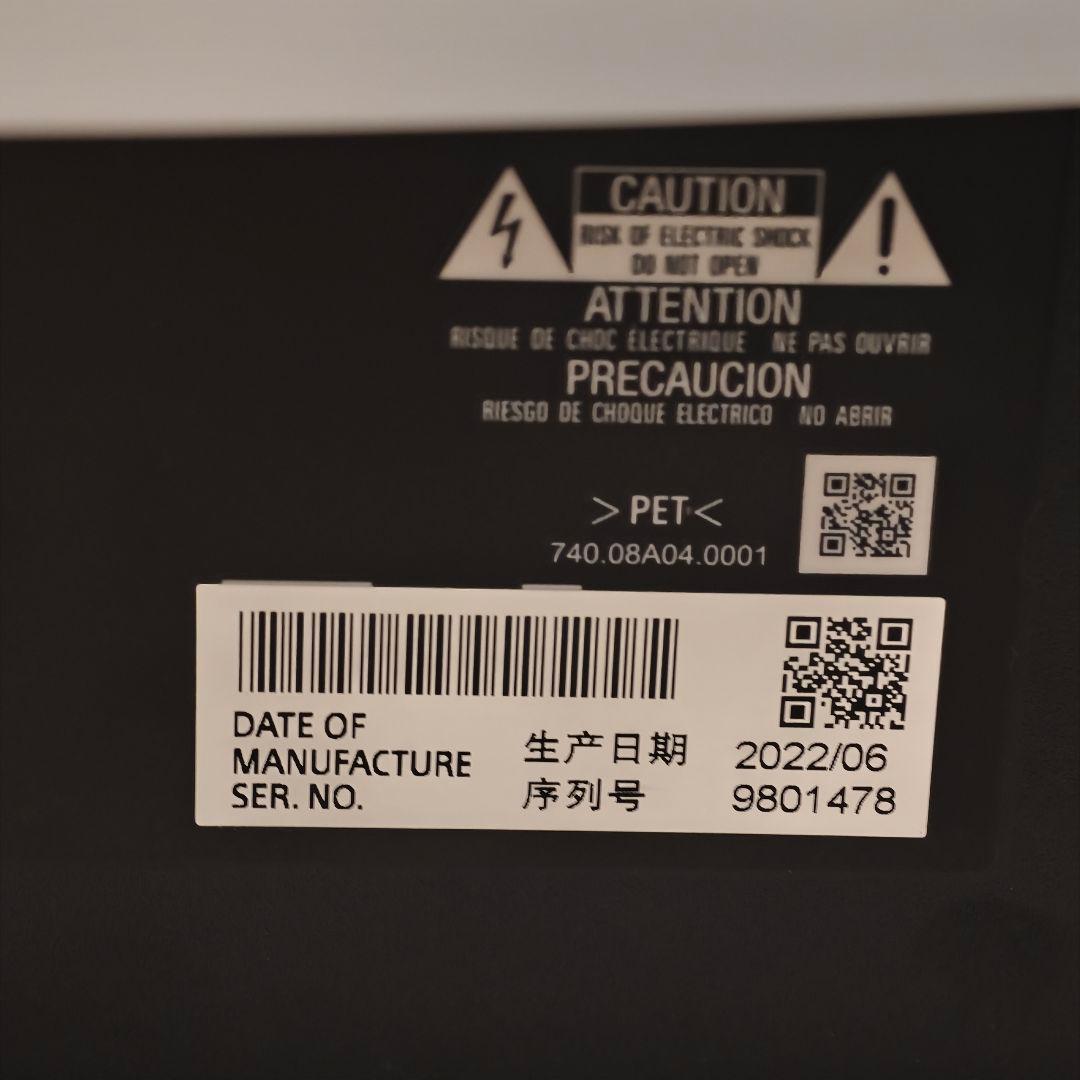 CAUTION
RISK OF ELECTRIC SHOCK
DO NOT OPEN
ATTENTION
RISQUE DE CHOC ÉLECTRIQUE NE PAS OUVRIR
PRECAUCION
RIESGO DE CHOQUE ELECTRICO NO ABRIR
>PET<
740.08A04.0001
DATE OF
MANUFACTURE 生产日期 2022/06
SER. NO. 序列号 9801478